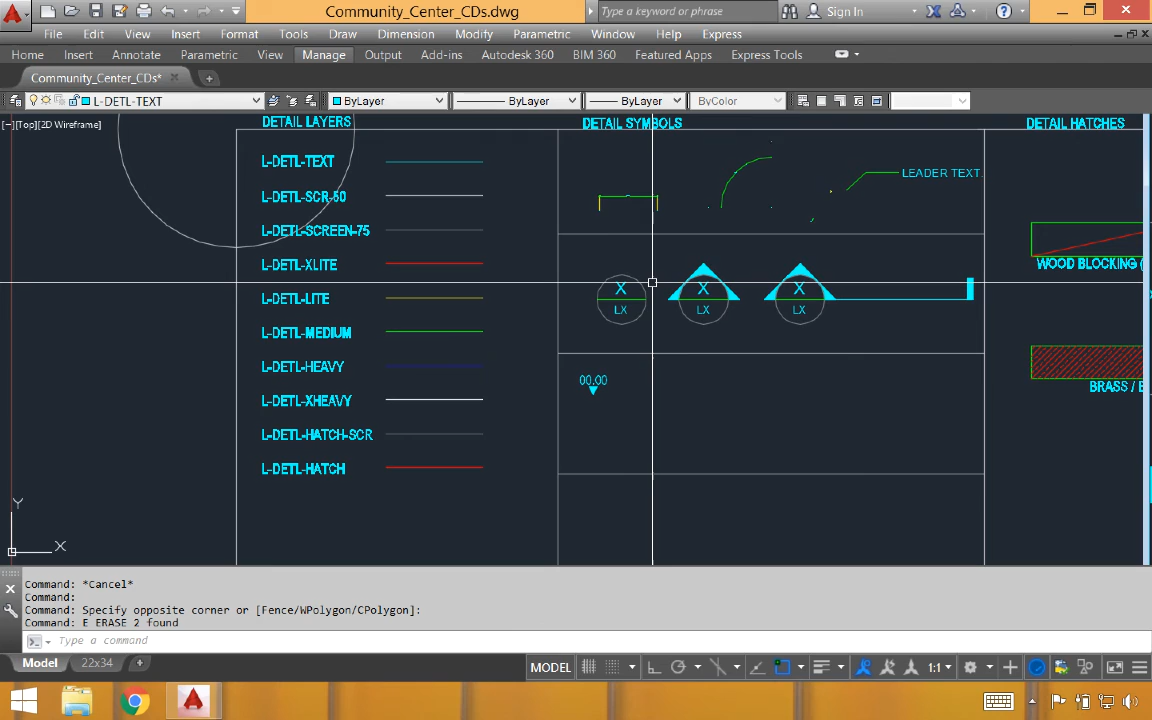 Community_Center_CDs.dwg
Type a keyword or phrase
Sign In
File Edit View Insert Format Tools Draw Dimension Modify Parametric Window Help Express
Home Insert Annotate Parametric View Manage Output Add-ins Autodesk 360 BIM 360 Featured Apps Express Tools
Community_Center_CDs*
L-DETL-TEXT ByLayer ByLayer ByLayer ByColor
[−][Top][2D Wireframe]
DETAIL LAYERS
DETAIL SYMBOLS
DETAIL HATCHES
L-DETL-TEXT
L-DETL-SCR-50
L-DETL-SCREEN-75
L-DETL-XLITE
L-DETL-LITE
L-DETL-MEDIUM
L-DETL-HEAVY
L-DETL-XHEAVY
L-DETL-HATCH-SCR
L-DETL-HATCH
LEADER TEXT.
X
LX
X
LX
X
LX
00.00
WOOD BLOCKING (
BRASS /
Y
X
Command: *Cancel*
Command:
Command: Specify opposite corner or [Fence/WPolygon/CPolygon]:
Command: E ERASE 2 found
Type a command
Model 22x34
MODEL 1:1